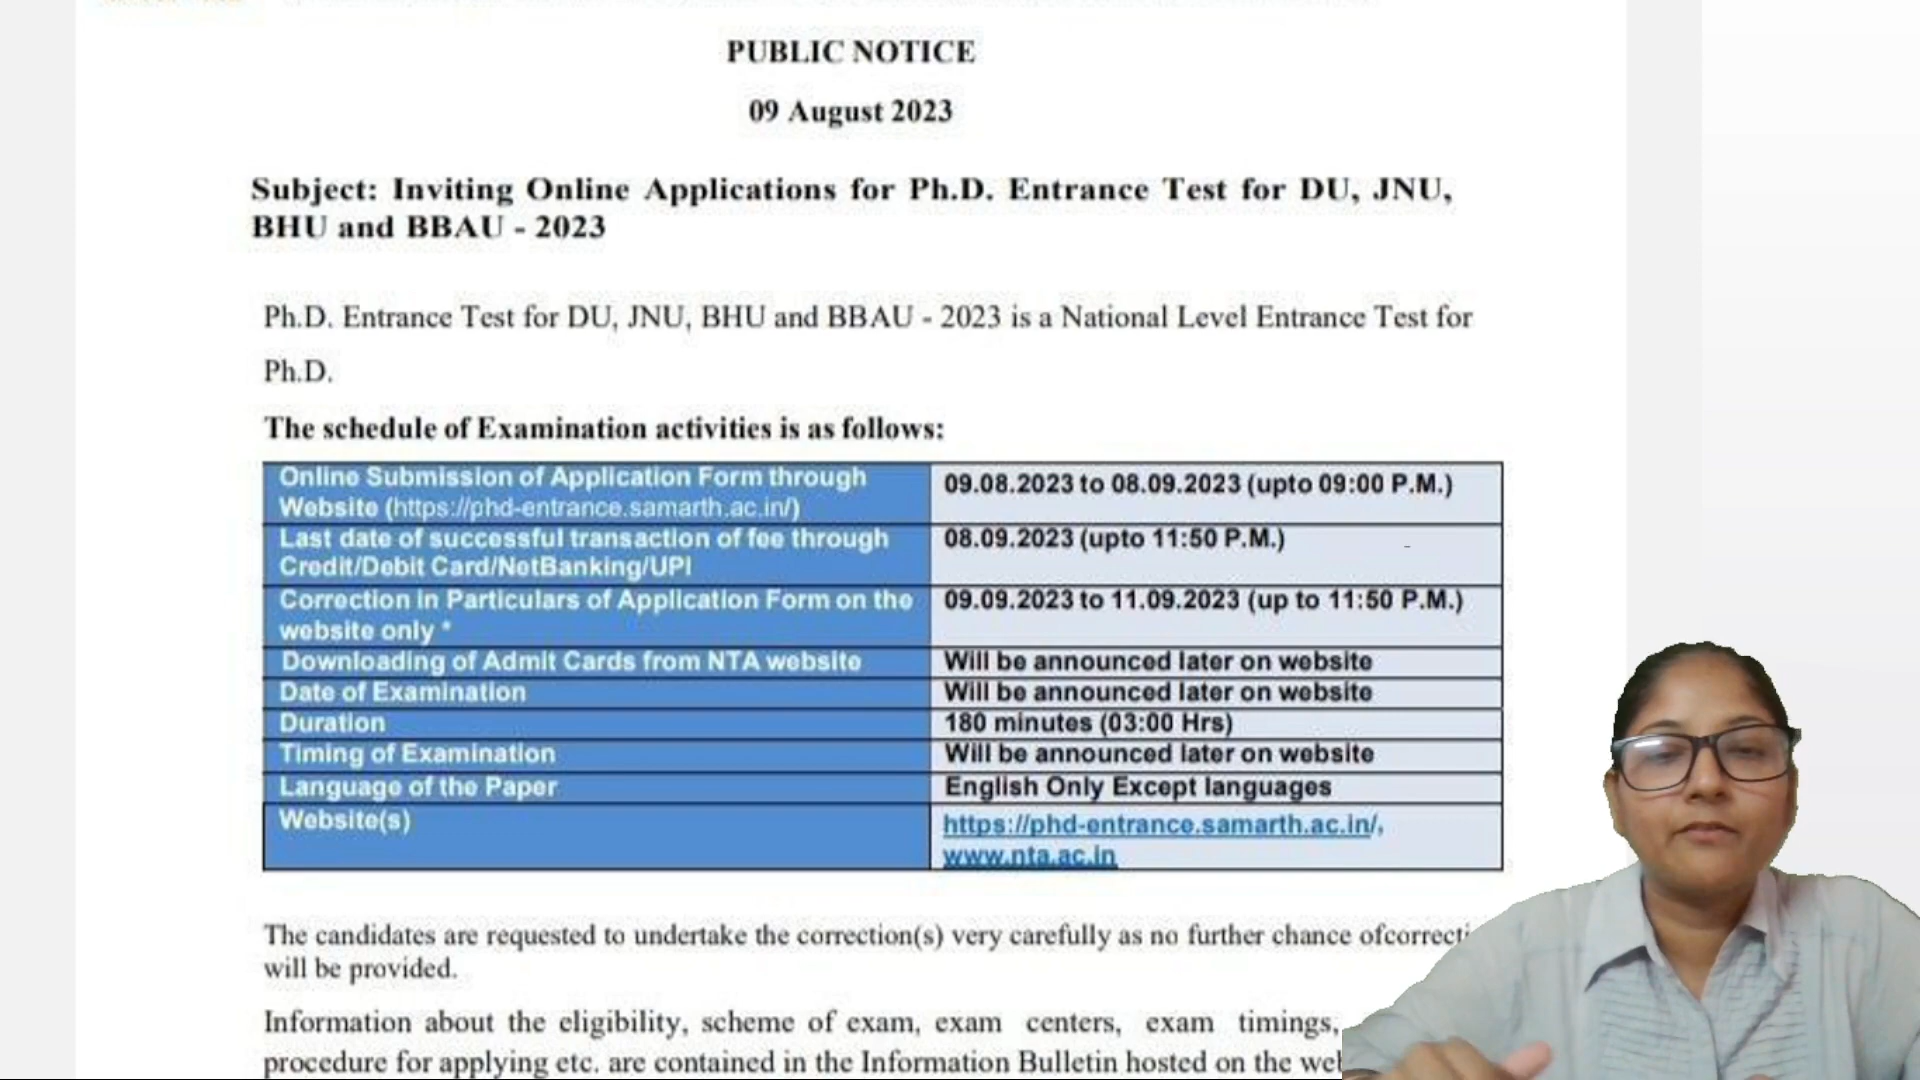 PUBLIC NOTICE
09 August 2023
Subject: Inviting Online Applications for Ph.D. Entrance Test for DU, JNU,
BHU and BBAU - 2023
Ph.D. Entrance Test for DU, JNU, BHU and BBAU - 2023 is a National Level Entrance Test for
Ph.D.
The schedule of Examination activities is as follows:
Online Submission of Application Form through
Website (https://phd-entrance.samarth.ac.in/)
09.08.2023 to 08.09.2023 (upto 09:00 P.M.)
Last date of successful transaction of fee through
Credit/Debit Card/NetBanking/UPI
08.09.2023 (upto 11:50 P.M.)
Correction in Particulars of Application Form on the
website only *
09.09.2023 to 11.09.2023 (up to 11:50 P.M.)
Downloading of Admit Cards from NTA website
Will be announced later on website
Date of Examination
Will be announced later on website
Duration
180 minutes (03:00 Hrs)
Timing of Examination
Will be announced later on website
Language of the Paper
English Only Except languages
Website(s)
https://phd-entrance.samarth.ac.in/,
www.nta.ac.in
The candidates are requested to undertake the correction(s) very carefully as no further chance ofcorrecti
will be provided.
Information about the eligibility, scheme of exam, exam centers, exam timings,
procedure for applying etc. are contained in the Information Bulletin hosted on the